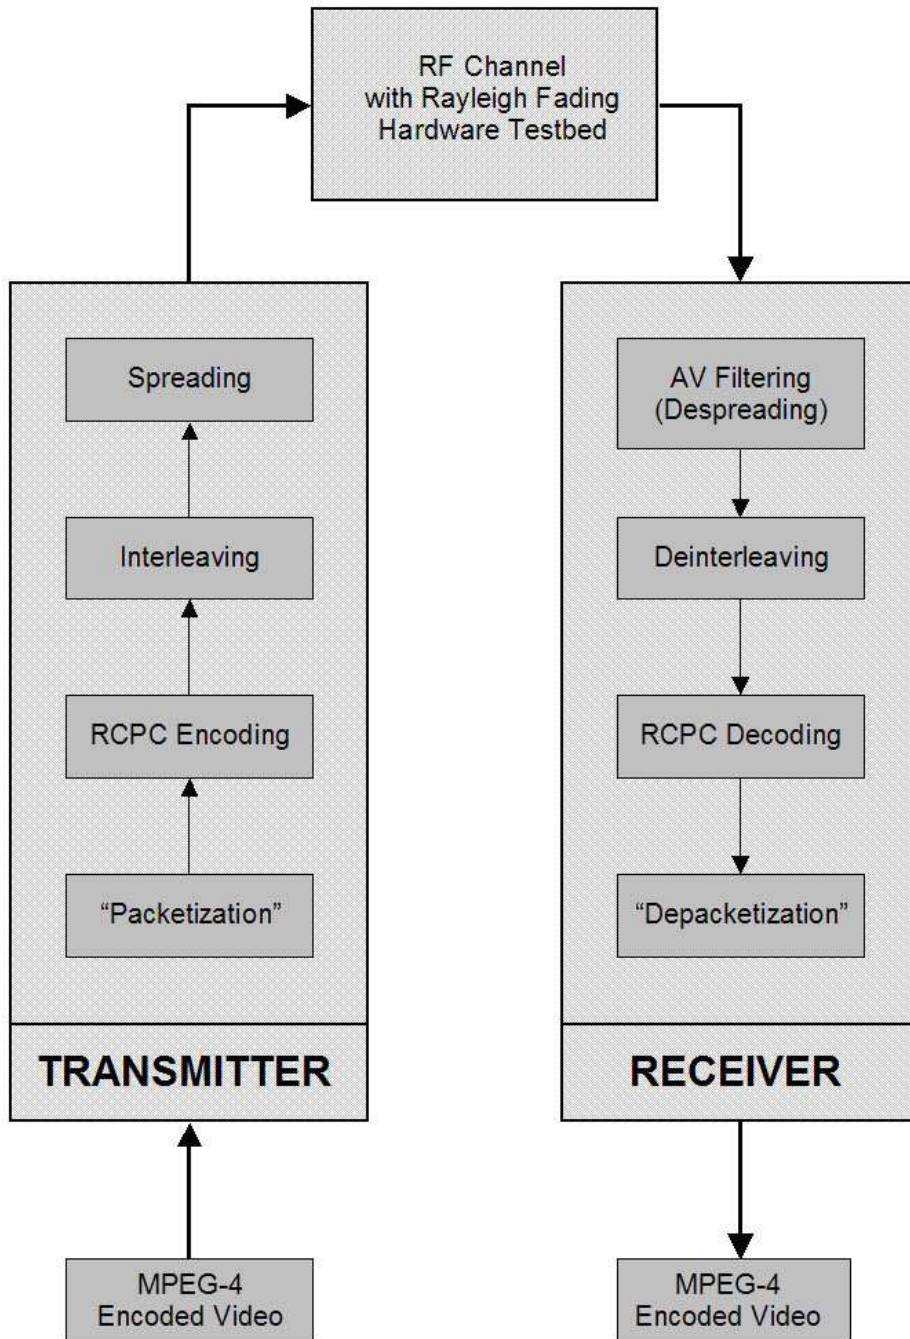 RF Channel
with Rayleigh Fading
Hardware Testbed
Spreading
Interleaving
RCPC Encoding
“Packetization”
TRANSMITTER
MPEG-4
Encoded Video
AV Filtering
(Despreading)
Deinterleaving
RCPC Decoding
“Depacketization”
RECEIVER
MPEG-4
Encoded Video